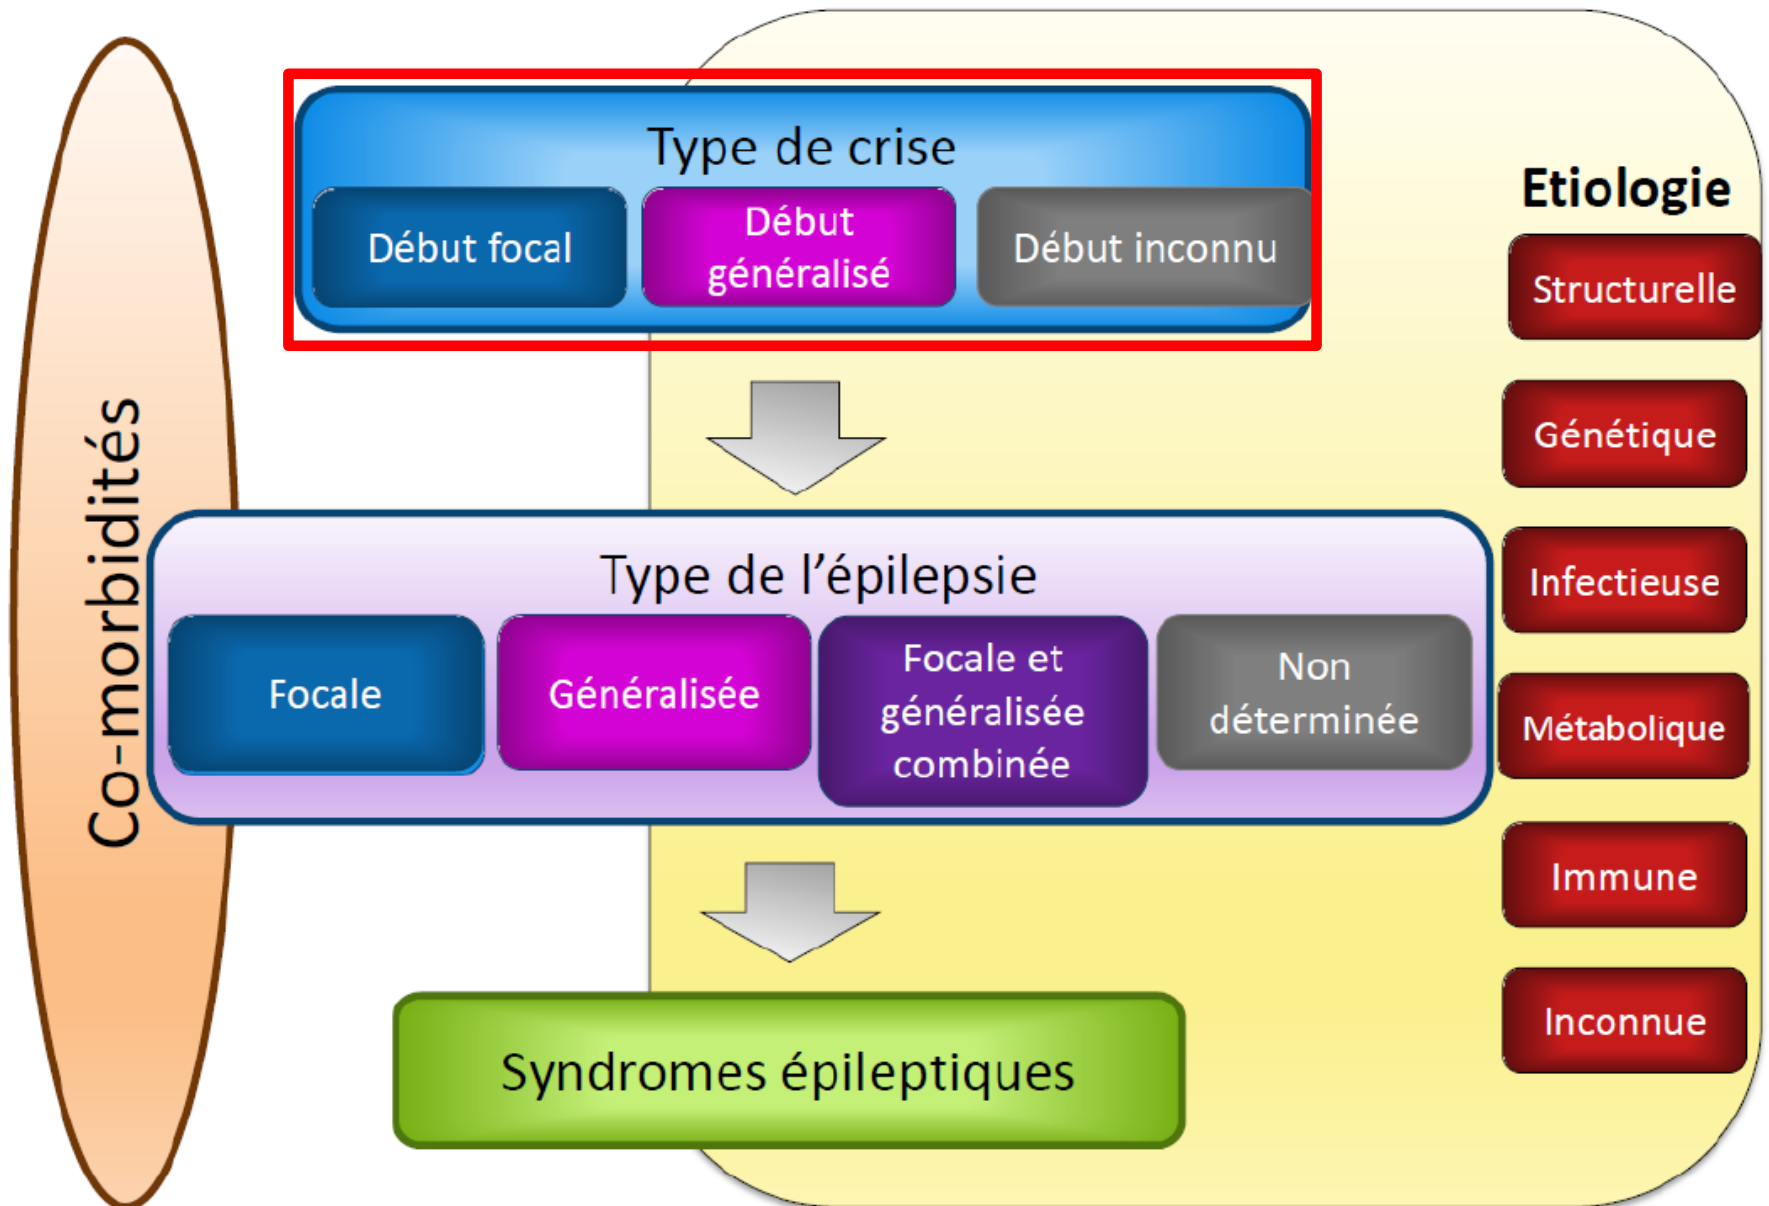 Co-morbidités
Type de crise
Début focal
Début
généralisé
Début inconnu
Type de l'épilepsie
Focale
Généralisée
Focale et
généralisée
combinée
Non
déterminée
Syndromes épileptiques
Etiologie
Structurelle
Génétique
Infectieuse
Métabolique
Immune
Inconnue